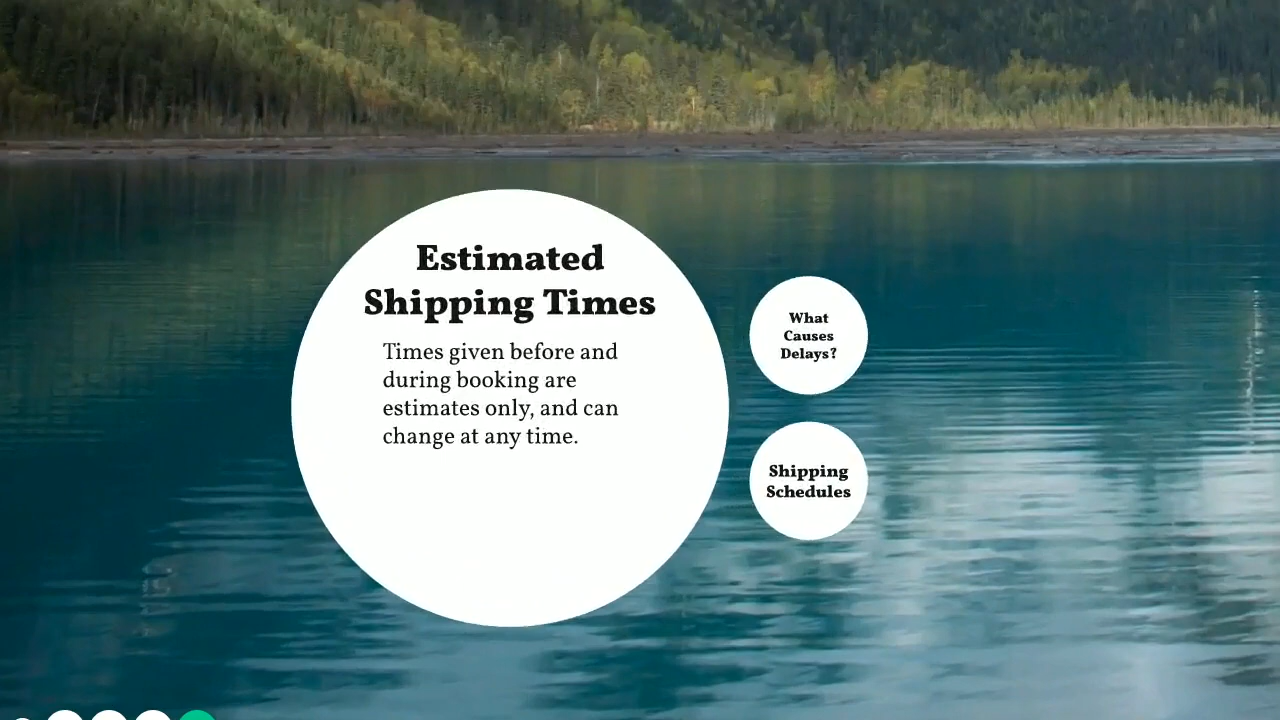 Estimated
Shipping Times
Times given before and
during booking are
estimates only, and can
change at any time.
What
Causes
Delays?
Shipping
Schedules